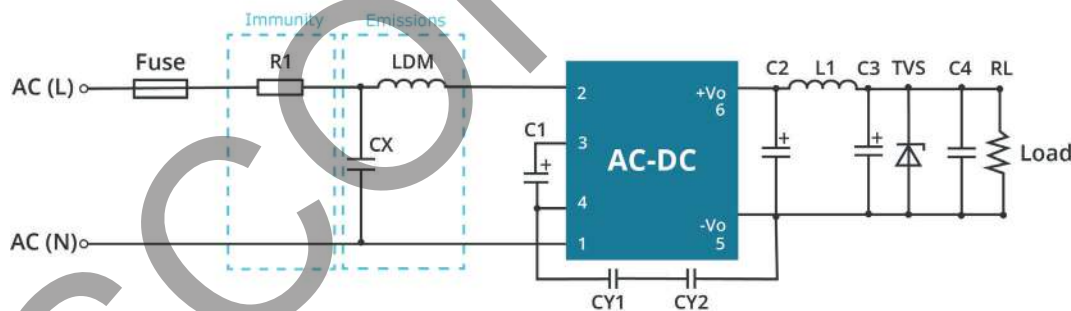 Immunity
Emissions
Fuse
R1
LDM
AC (L)
CX
AC (N)
C1
2
3
4
1
AC-DC
+Vo
6
-Vo
5
C2
L1
C3
TVS
C4
RL
Load
CY1
CY2